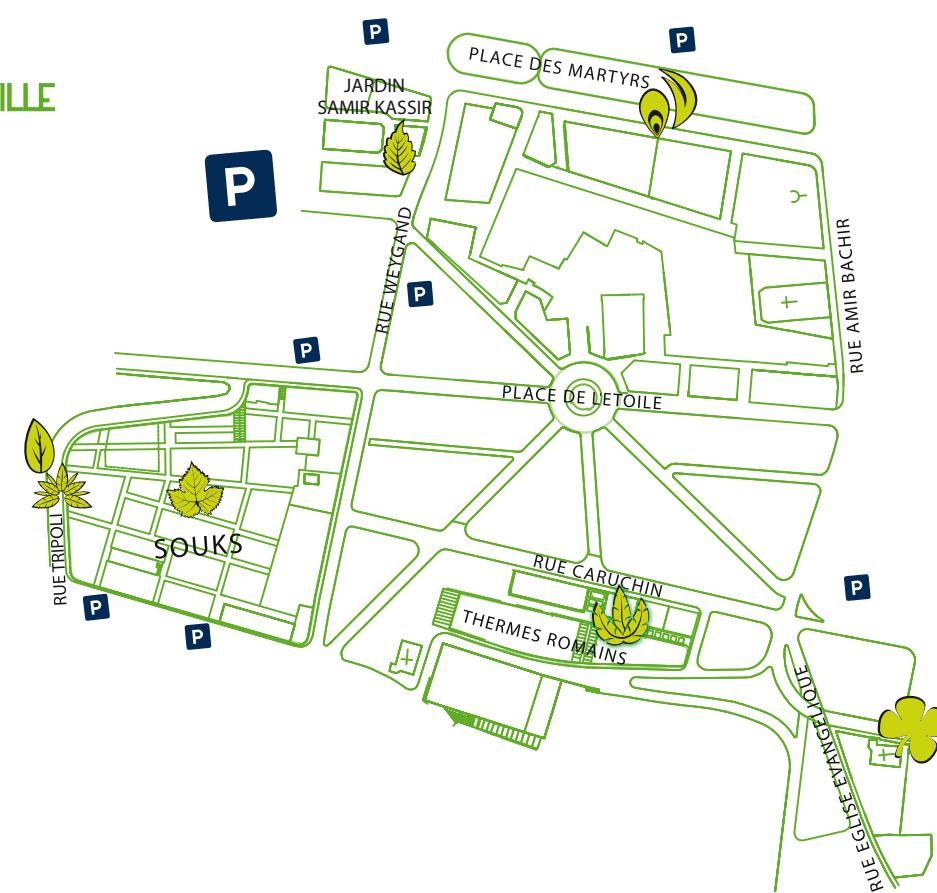 P
P
PLACE DES MARTYRS
ILLE
JARDIN
SAMIR KASSIR
P
RUE WEYGAND
RUE AMIR BACHIR
P
P
PLACE DE L'ETOILE
SOUKS
RUE TRIPOLI
RUE CARUCHIN
P
P
THERMES ROMAINS
P
RUE EGLISE EVANGELIQUE